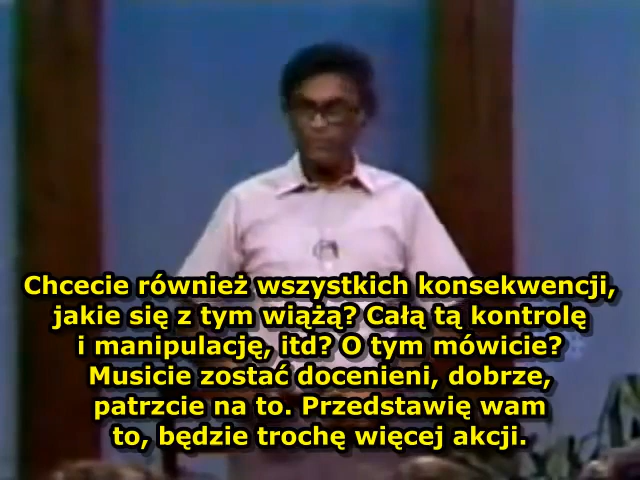 Chcecie również wszystkich konsekwencji,
jakie się z tym wiążą? Całą tą kontrolę
i manipulację, itd? O tym mówicie?
Musicie zostać docenieni, dobrze,
patrzcie na to. Przedstawię wam
to, będzie trochę więcej akcji.